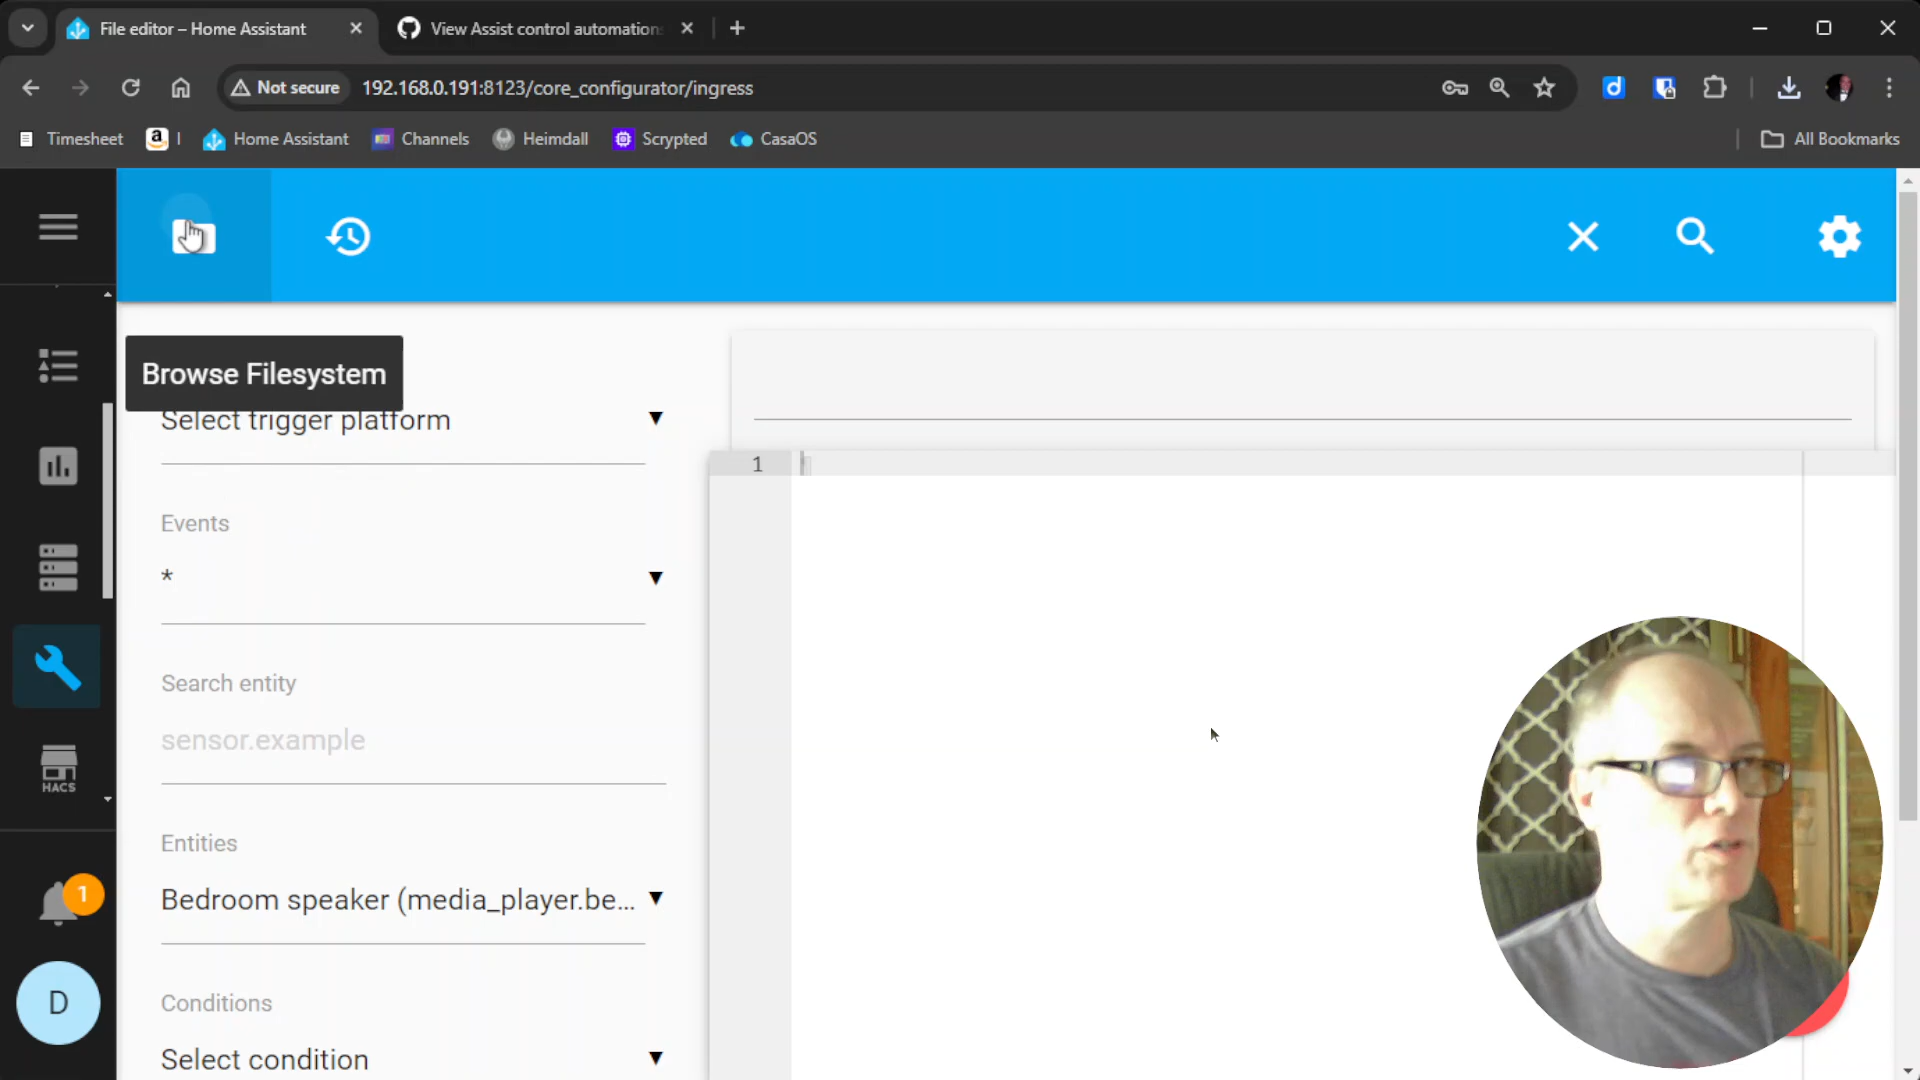 File editor – Home Assistant
View Assist control automation
Not secure
192.168.0.191:8123/core_configurator/ingress
Timesheet
I
Home Assistant
Channels
Heimdall
Scrypted
CasaOS
All Bookmarks
Browse Filesystem
Select trigger platform
Events
*
Search entity
sensor.example
Entities
Bedroom speaker (media_player.be...
Conditions
Select condition
1
HACS
1
D